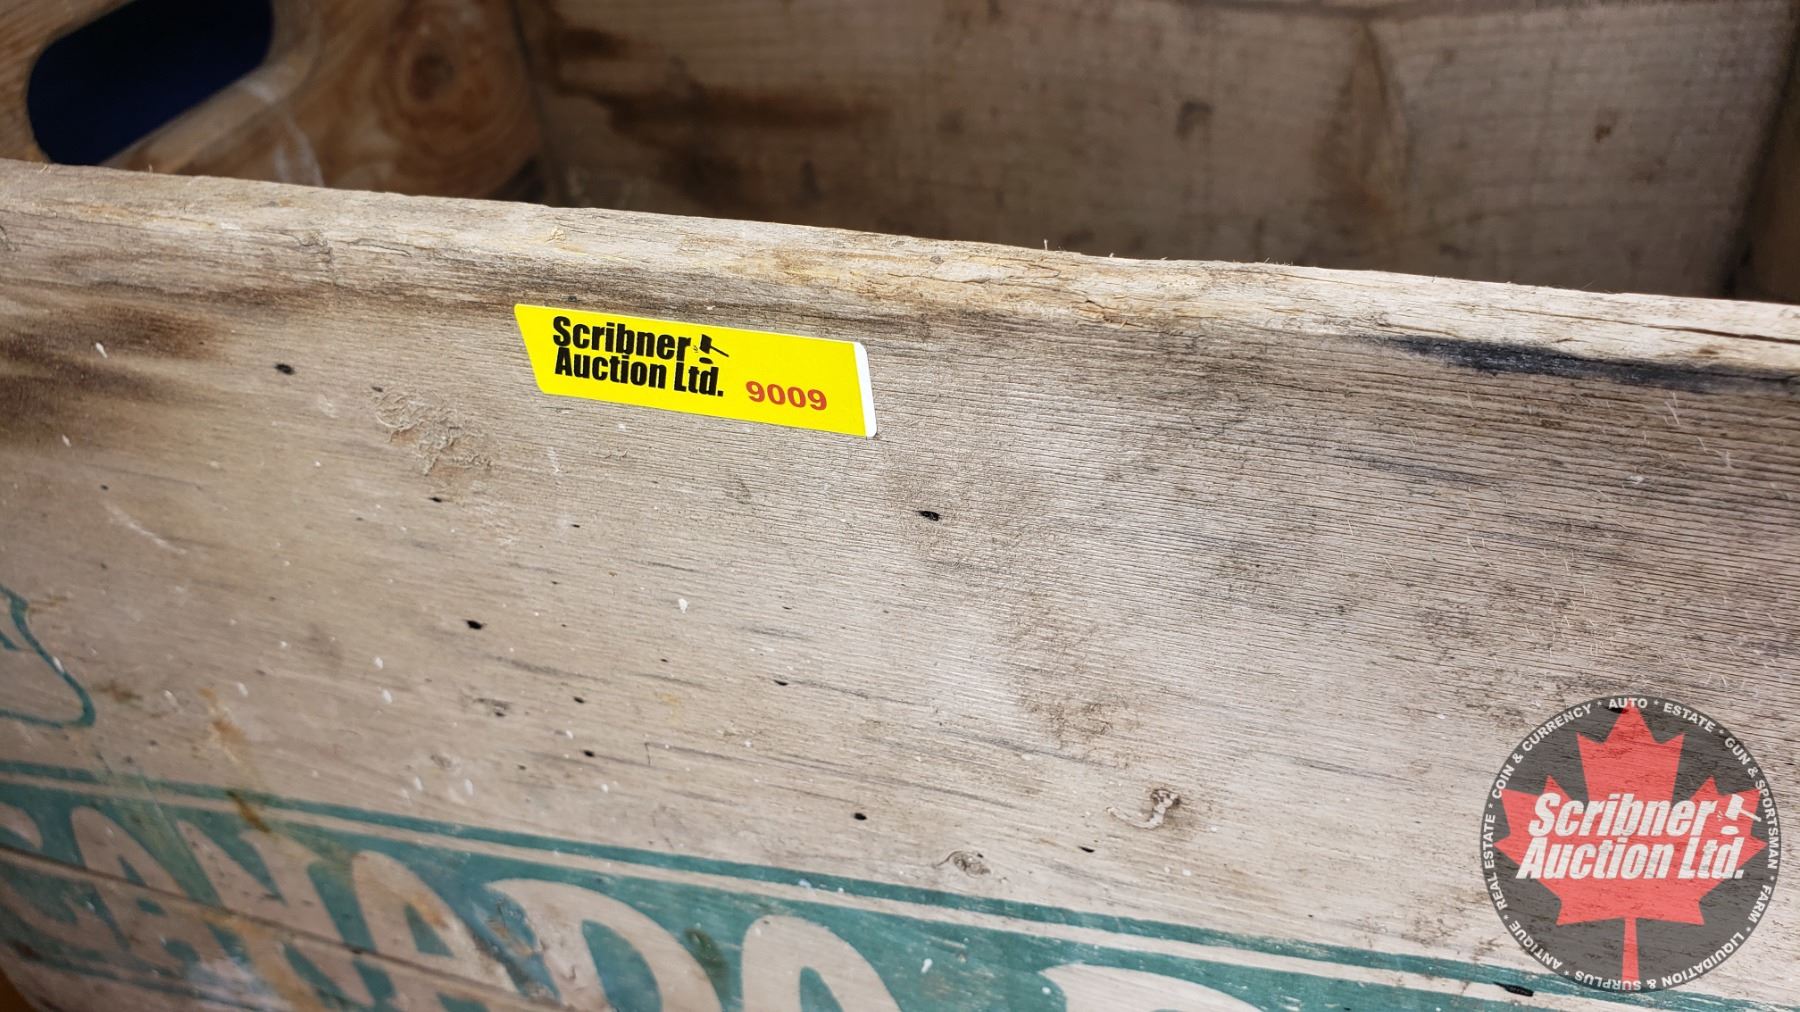 Scribner
Auction Ltd. 9009
CANADA D
COIN & CURRENCY * AUTO * ESTATE * GUN & SPORTSMAN * FARM * LIQUIDATION & SURPLUS * ANTIQUE * REAL ESTATE *
Scribner
Auction Ltd.